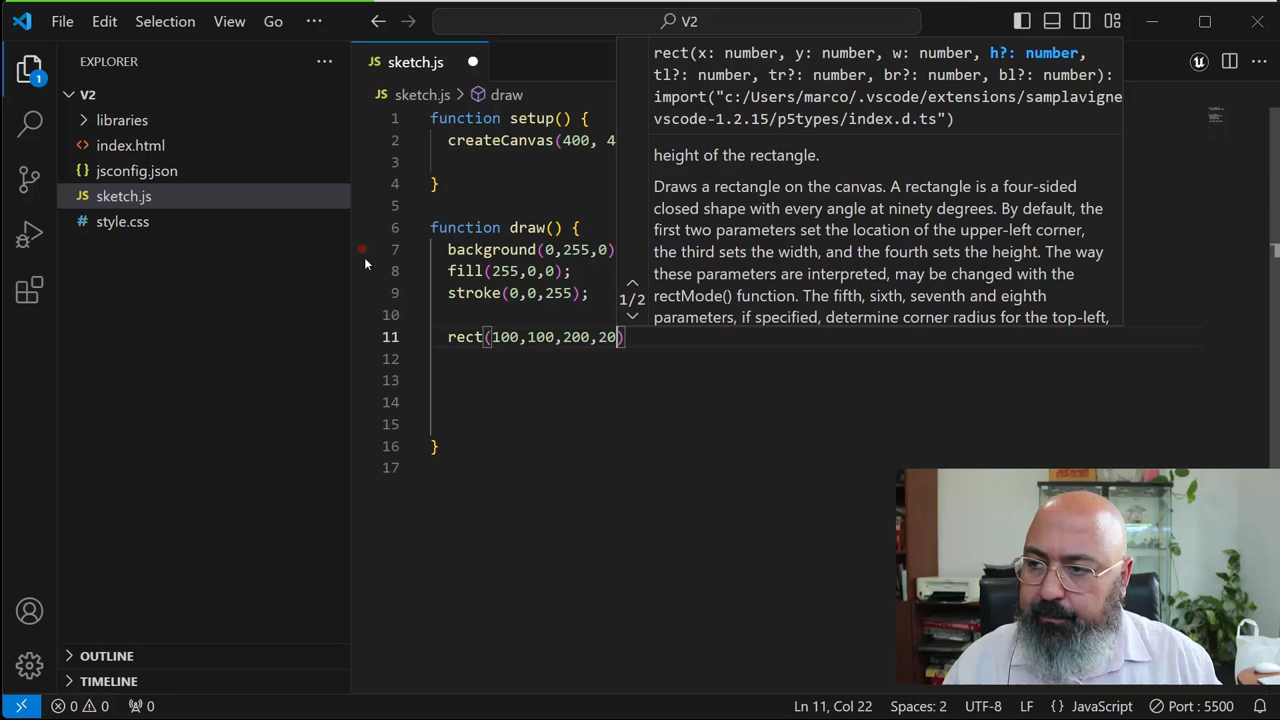 File Edit Selection View Go ··· V2
EXPLORER ···
V2
libraries
index.html
jsconfig.json
sketch.js
style.css
OUTLINE
TIMELINE
1
JS sketch.js
JS sketch.js > draw
1 function setup() {
2 createCanvas(400, 4
3
4 }
5
6 function draw() {
7 background(0,255,0)
8 fill(255,0,0);
9 stroke(0,0,255);
10
11 rect(100,100,200,20)
12
13
14
15
16 }
17
rect(x: number, y: number, w: number, h?: number,
tl?: number, tr?: number, br?: number, bl?: number):
import("c:/Users/marco/.vscode/extensions/samplavigne
vscode-1.2.15/p5types/index.d.ts")
height of the rectangle.
Draws a rectangle on the canvas. A rectangle is a four-sided
closed shape with every angle at ninety degrees. By default, the
first two parameters set the location of the upper-left corner,
the third sets the width, and the fourth sets the height. The way
these parameters are interpreted, may be changed with the
rectMode() function. The fifth, sixth, seventh and eighth
parameters, if specified, determine corner radius for the top-left,
1/2
0 0 0 Ln 11, Col 22 Spaces: 2 UTF-8 LF {} JavaScript Port : 5500